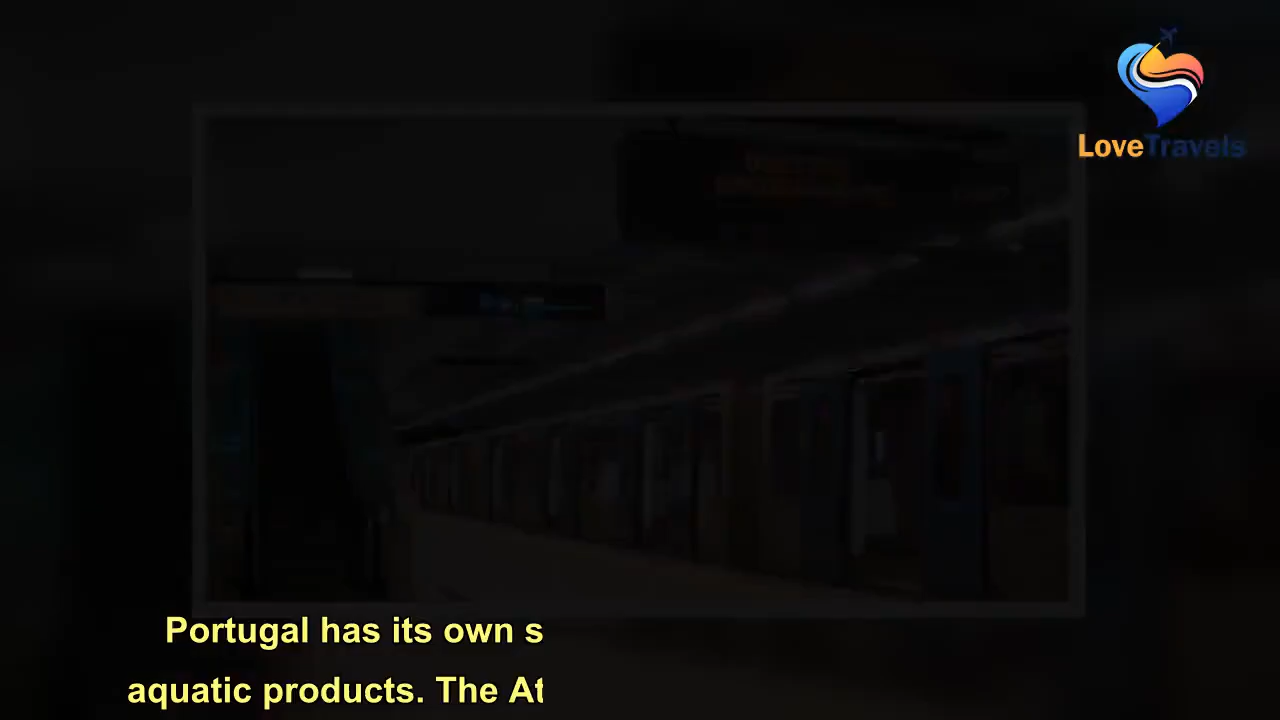 LoveTravels
Portugal has its own s
aquatic products. The At